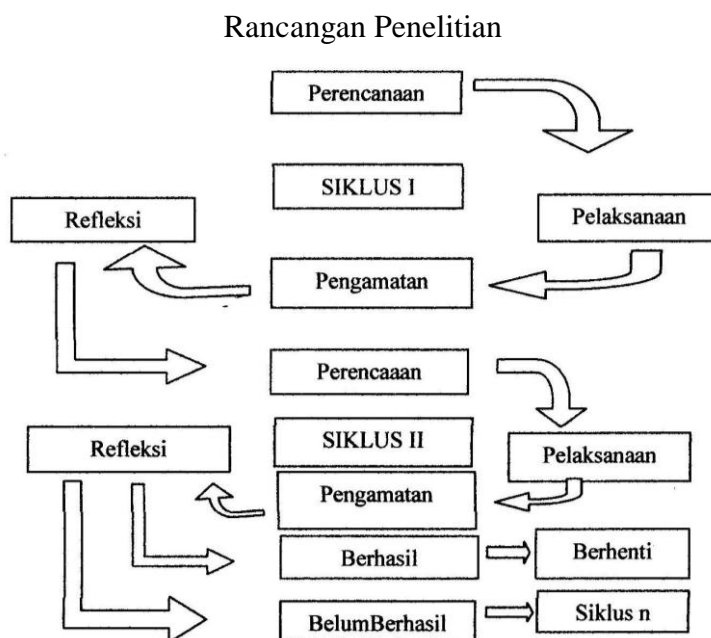 Rancangan Penelitian
Perencanaan
SIKLUS I
Refleksi
Pelaksanaan
Pengamatan
Perencaaan
SIKLUS II
Refleksi
Pelaksanaan
Pengamatan
Berhasil
Berhenti
BelumBerhasil
Siklus n